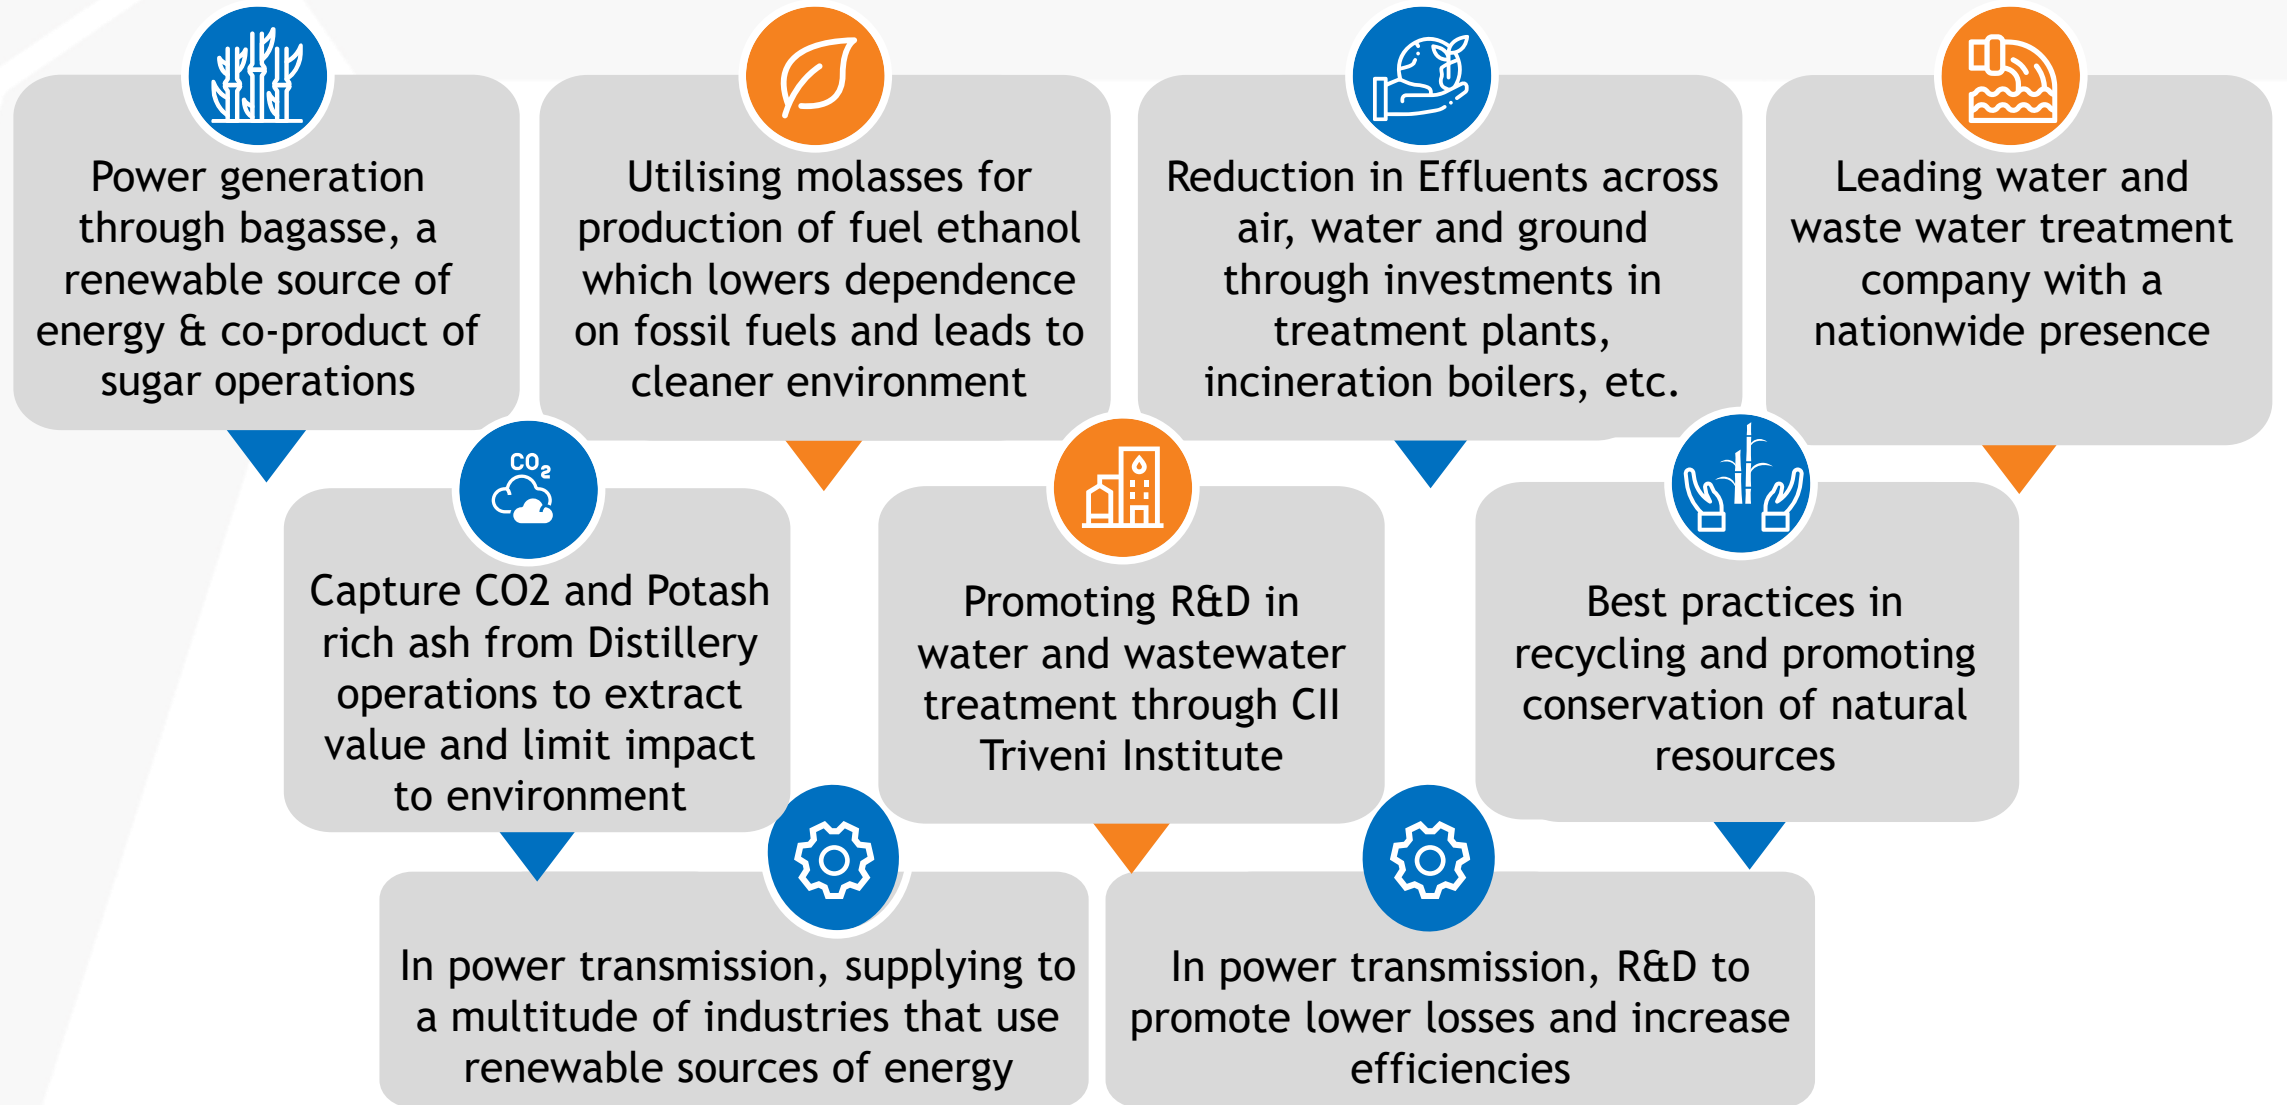 Power generation
through bagasse, a
renewable source of
energy & co-product of
sugar operations
Utilising molasses for
production of fuel ethanol
which lowers dependence
on fossil fuels and leads to
cleaner environment
Reduction in Effluents across
air, water and ground
through investments in
treatment plants,
incineration boilers, etc.
Leading water and
waste water treatment
company with a
nationwide presence
CO₂
Capture CO2 and Potash
rich ash from Distillery
operations to extract
value and limit impact
to environment
Promoting R&D in
water and wastewater
treatment through CII
Triveni Institute
Best practices in
recycling and promoting
conservation of natural
resources
In power transmission, supplying to
a multitude of industries that use
renewable sources of energy
In power transmission, R&D to
promote lower losses and increase
efficiencies